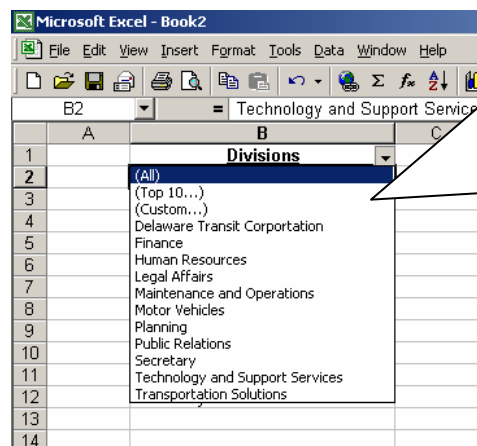 Microsoft Excel - Book2
File Edit View Insert Format Tools Data Window Help
B2 = Technology and Support Service
A B C
1 Divisions
2 (All)
3 (Top 10...)
(Custom...)
4 Delaware Transit Corportation
5 Finance
6 Human Resources
Legal Affairs
7 Maintenance and Operations
8 Motor Vehicles
9 Planning
10 Public Relations
Secretary
11 Technology and Support Services
12 Transportation Solutions
13
14